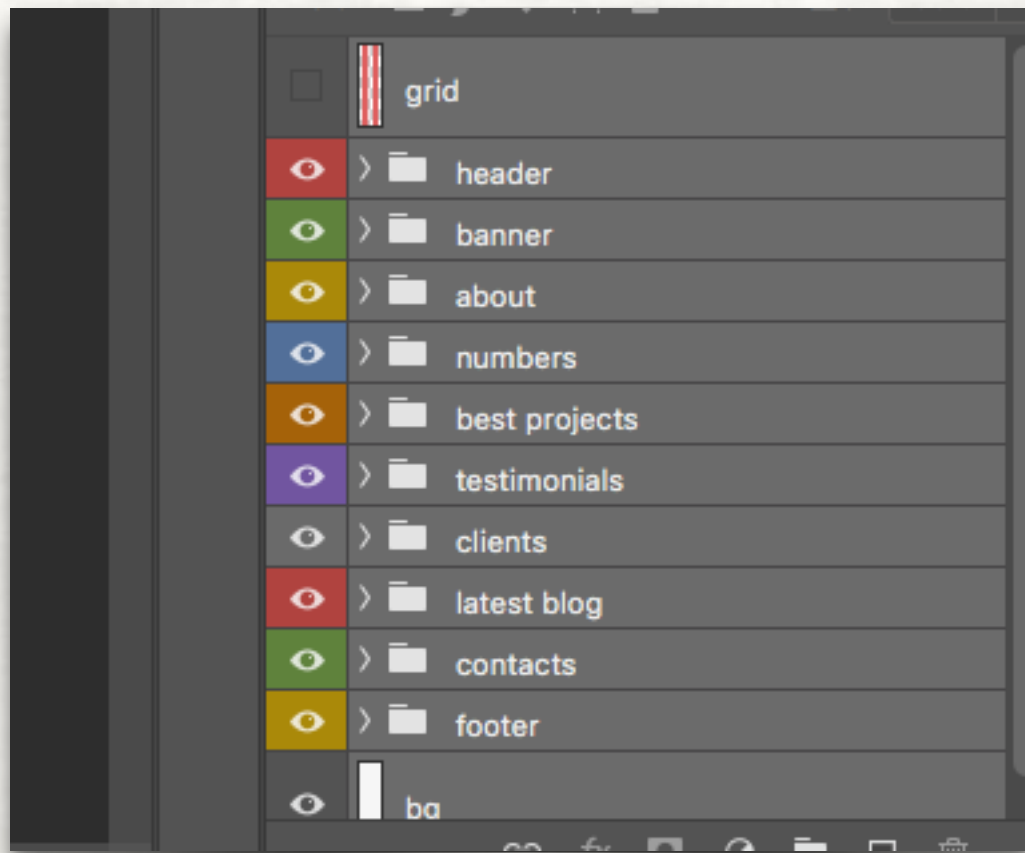 grid
header
banner
about
numbers
best projects
testimonials
clients
latest blog
contacts
footer
bg